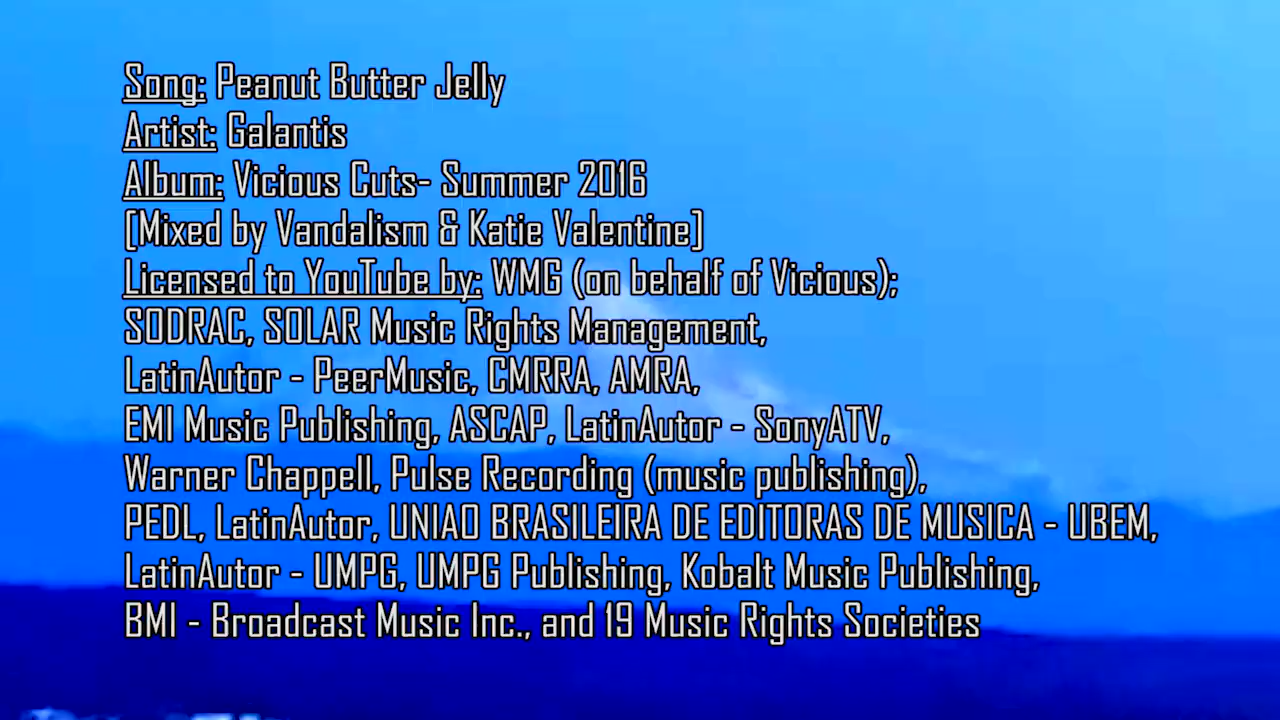 Song: Peanut Butter Jelly
Artist: Galantis
Album: Vicious Cuts- Summer 2016
[Mixed by Vandalism & Katie Valentine]
Licensed to YouTube by: WMG (on behalf of Vicious);
SODRAC, SOLAR Music Rights Management,
LatinAutor - PeerMusic, CMRRA, AMRA,
EMI Music Publishing, ASCAP, LatinAutor - SonyATV,
Warner Chappell, Pulse Recording (music publishing),
PEDL, LatinAutor, UNIAO BRASILEIRA DE EDITORAS DE MUSICA - UBEM,
LatinAutor - UMPG, UMPG Publishing, Kobalt Music Publishing,
BMI - Broadcast Music Inc., and 19 Music Rights Societies